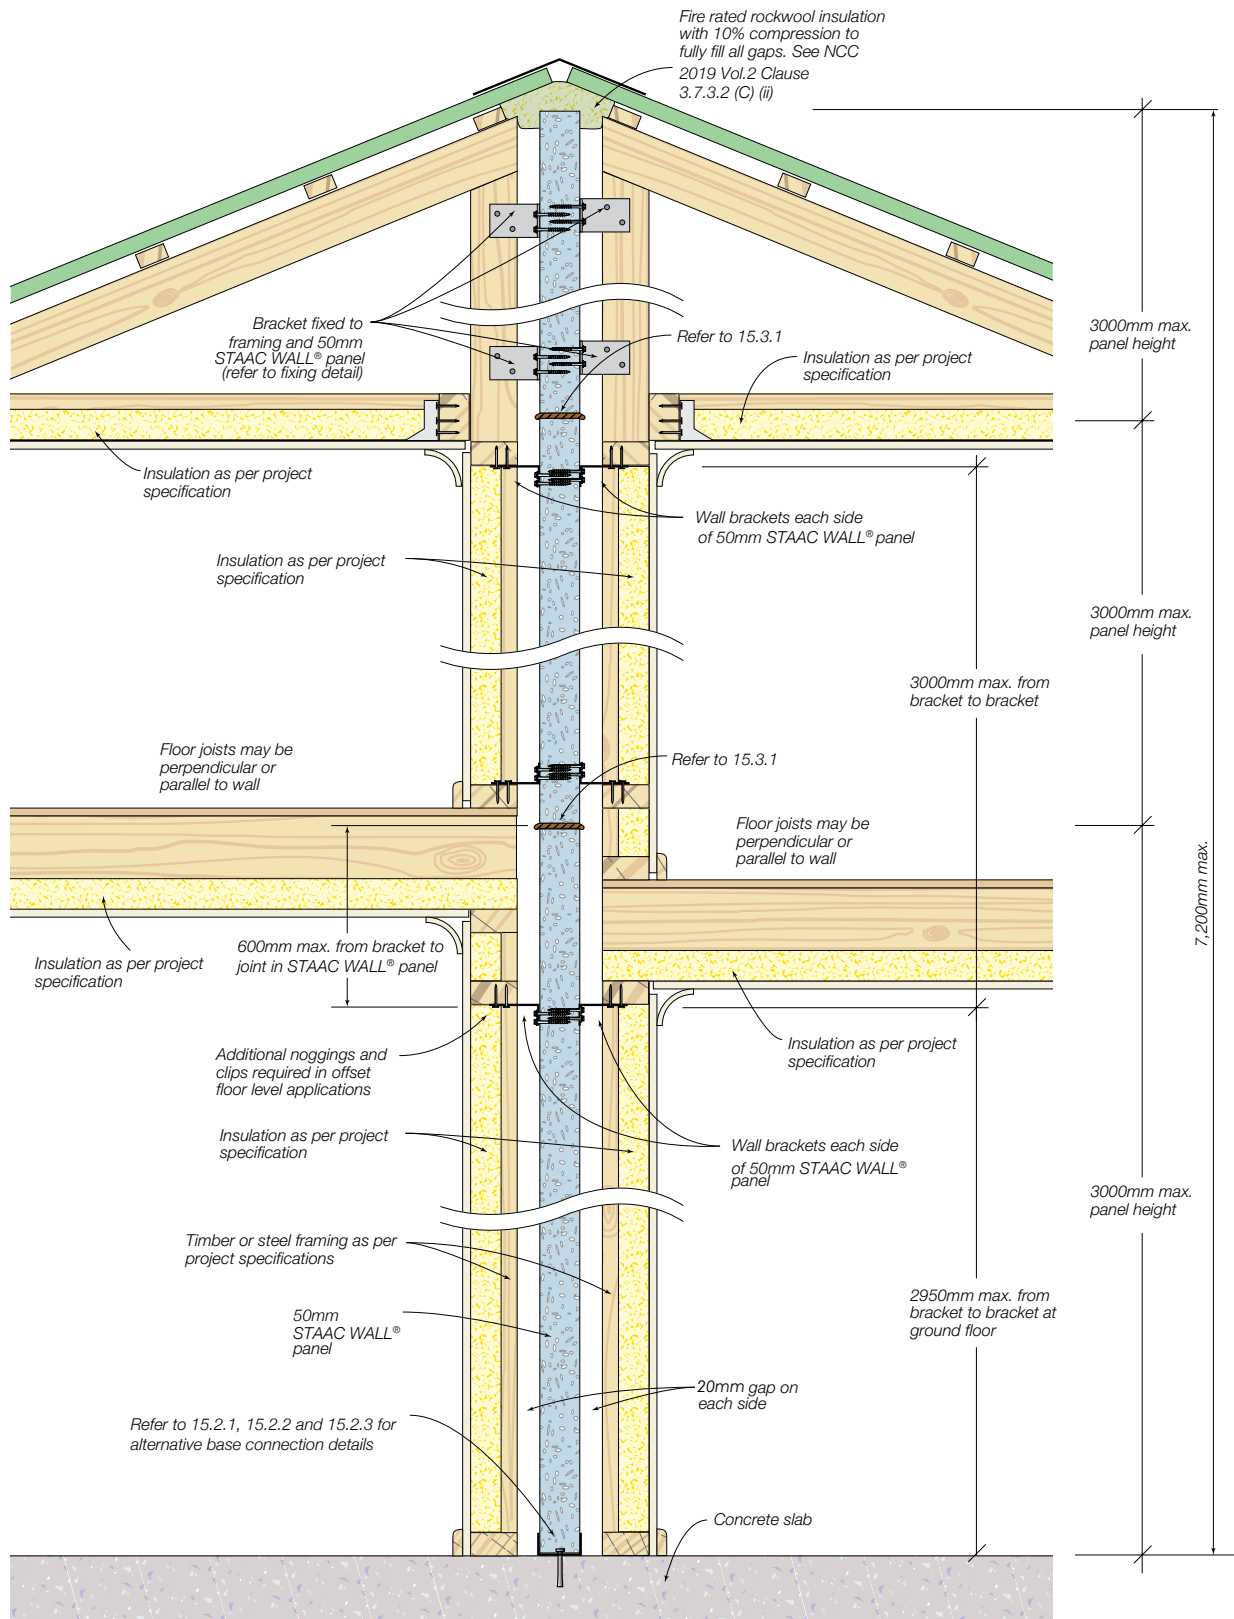 Fire rated rockwool insulation
with 10% compression to
fully fill all gaps. See NCC
2019 Vol.2 Clause
3.7.3.2 (C) (ii)
Bracket fixed to
framing and 50mm
STAAC WALL® panel
(refer to fixing detail)
Refer to 15.3.1
Insulation as per project
specification
3000mm max.
panel height
Insulation as per project
specification
Wall brackets each side
of 50mm STAAC WALL® panel
Insulation as per project
specification
3000mm max.
panel height
3000mm max. from
bracket to bracket
Floor joists may be
perpendicular or
parallel to wall
Refer to 15.3.1
Floor joists may be
perpendicular or
parallel to wall
7,200mm max.
600mm max. from bracket to
joint in STAAC WALL® panel
Insulation as per project
specification
Additional noggings and
clips required in offset
floor level applications
Insulation as per project
specification
Insulation as per project
specification
Wall brackets each side
of 50mm STAAC WALL®
panel
3000mm max.
panel height
Timber or steel framing as per
project specifications
50mm
STAAC WALL®
panel
2950mm max. from
bracket to bracket at
ground floor
20mm gap on
each side
Refer to 15.2.1, 15.2.2 and 15.2.3 for
alternative base connection details
Concrete slab